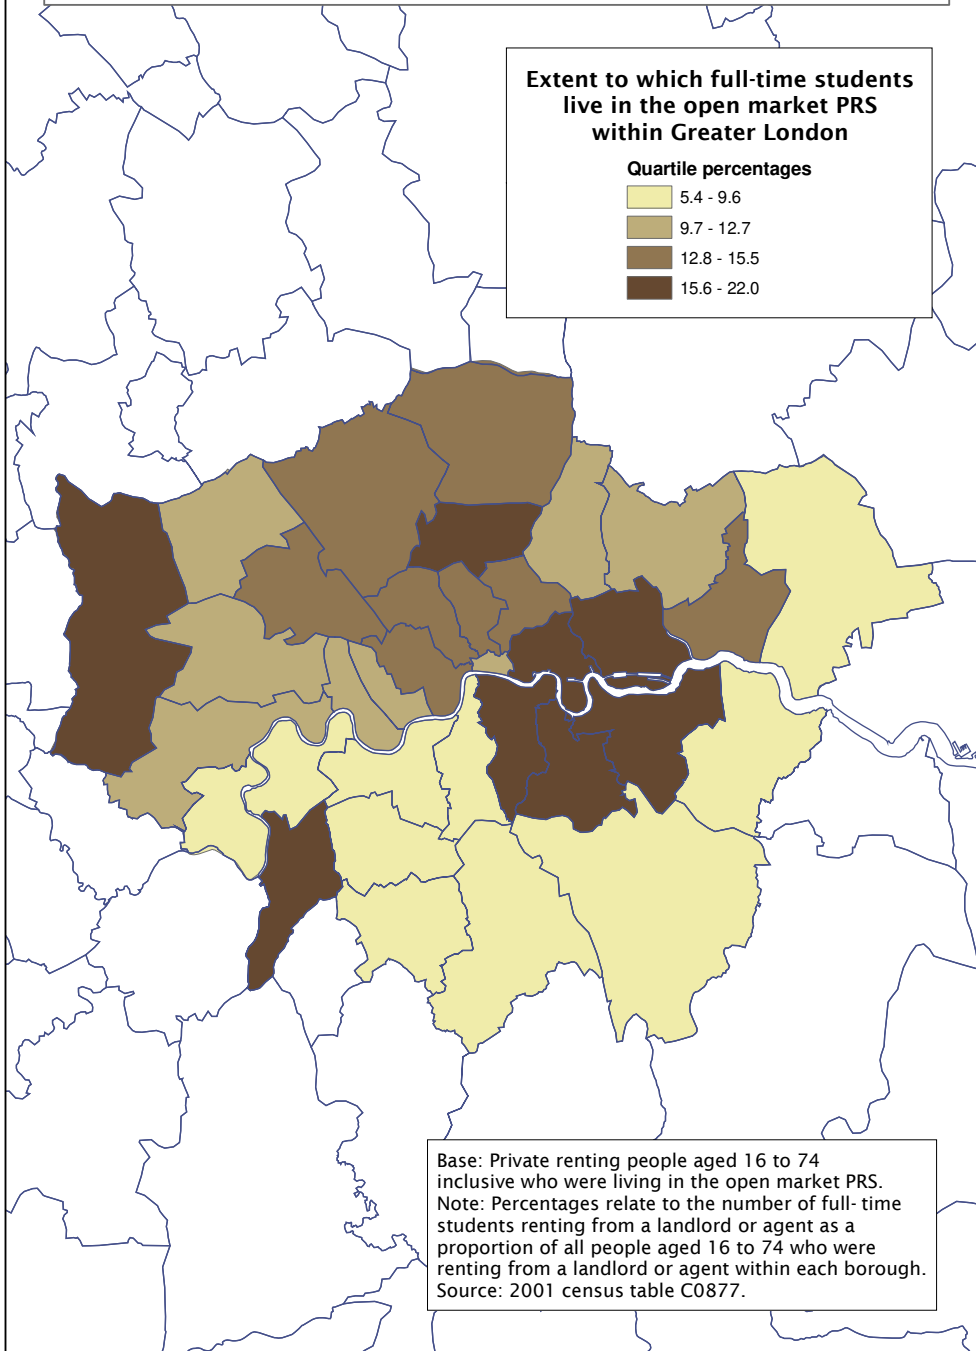 Extent to which full-time students
live in the open market PRS
within Greater London
Quartile percentages
5.4 - 9.6
9.7 - 12.7
12.8 - 15.5
15.6 - 22.0
Base: Private renting people aged 16 to 74
inclusive who were living in the open market PRS.
Note: Percentages relate to the number of full- time
students renting from a landlord or agent as a
proportion of all people aged 16 to 74 who were
renting from a landlord or agent within each borough.
Source: 2001 census table C0877.